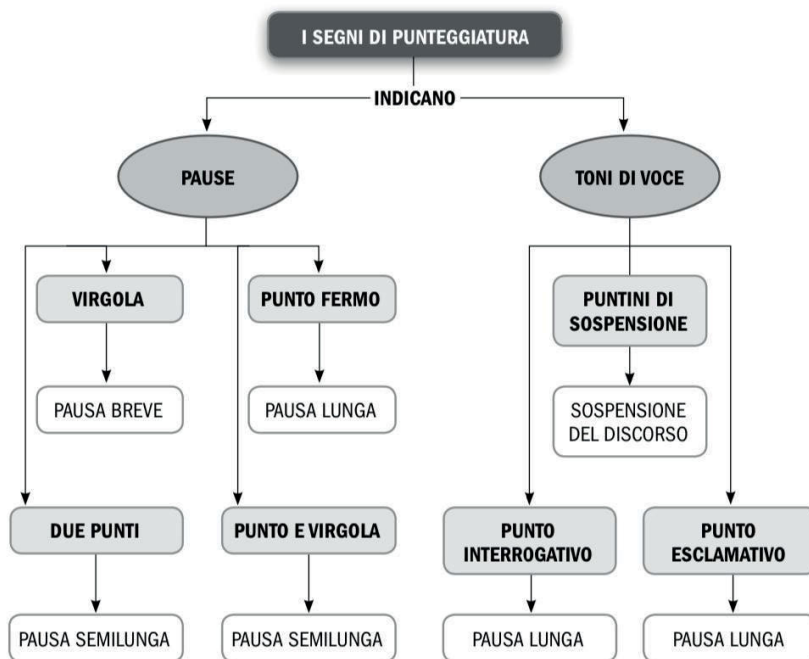 I SEGNI DI PUNTEGGIATURA
INDICANO
PAUSE
TONI DI VOCE
VIRGOLA
PUNTO FERMO
PUNTINI DI
SOSPENSIONE
PAUSA BREVE
PAUSA LUNGA
SOSPENSIONE
DEL DISCORSO
DUE PUNTI
PUNTO E VIRGOLA
PUNTO
INTERROGATIVO
PUNTO
ESCLAMATIVO
PAUSA SEMILUNGA
PAUSA SEMILUNGA
PAUSA LUNGA
PAUSA LUNGA